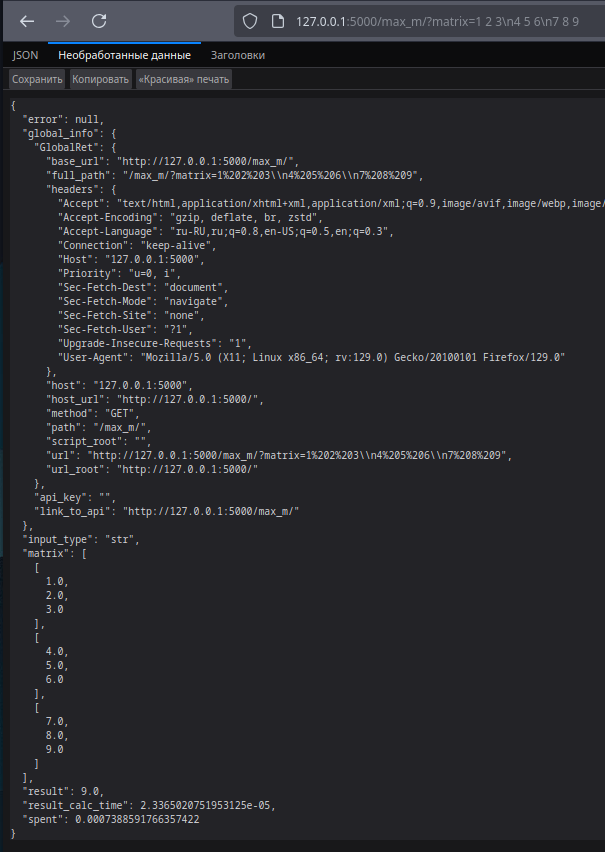 127.0.0.1:5000/max_m/?matrix=1 2 3\n4 5 6\n7 8 9
JSON Необработанные данные Заголовки
Сохранить Копировать «Красивая» печать
{
  "error": null,
  "global_info": {
    "GlobalRet": {
      "base_url": "http://127.0.0.1:5000/max_m/",
      "full_path": "/max_m/?matrix=1%202%203\\n4%205%206\\n7%208%209",
      "headers": {
        "Accept": "text/html,application/xhtml+xml,application/xml;q=0.9,image/avif,image/webp,image/
        "Accept-Encoding": "gzip, deflate, br, zstd",
        "Accept-Language": "ru-RU,ru;q=0.8,en-US;q=0.5,en;q=0.3",
        "Connection": "keep-alive",
        "Host": "127.0.0.1:5000",
        "Priority": "u=0, i",
        "Sec-Fetch-Dest": "document",
        "Sec-Fetch-Mode": "navigate",
        "Sec-Fetch-Site": "none",
        "Sec-Fetch-User": "?1",
        "Upgrade-Insecure-Requests": "1",
        "User-Agent": "Mozilla/5.0 (X11; Linux x86_64; rv:129.0) Gecko/20100101 Firefox/129.0"
      },
      "host": "127.0.0.1:5000",
      "host_url": "http://127.0.0.1:5000/",
      "method": "GET",
      "path": "/max_m/",
      "script_root": "",
      "url": "http://127.0.0.1:5000/max_m/?matrix=1%202%203\\n4%205%206\\n7%208%209",
      "url_root": "http://127.0.0.1:5000/"
    },
    "api_key": "",
    "link_to_api": "http://127.0.0.1:5000/max_m/"
  },
  "input_type": "str",
  "matrix": [
    [
      1.0,
      2.0,
      3.0
    ],
    [
      4.0,
      5.0,
      6.0
    ],
    [
      7.0,
      8.0,
      9.0
    ]
  ],
  "result": 9.0,
  "result_calc_time": 2.3365020751953125e-05,
  "spent": 0.0007388591766357422
}